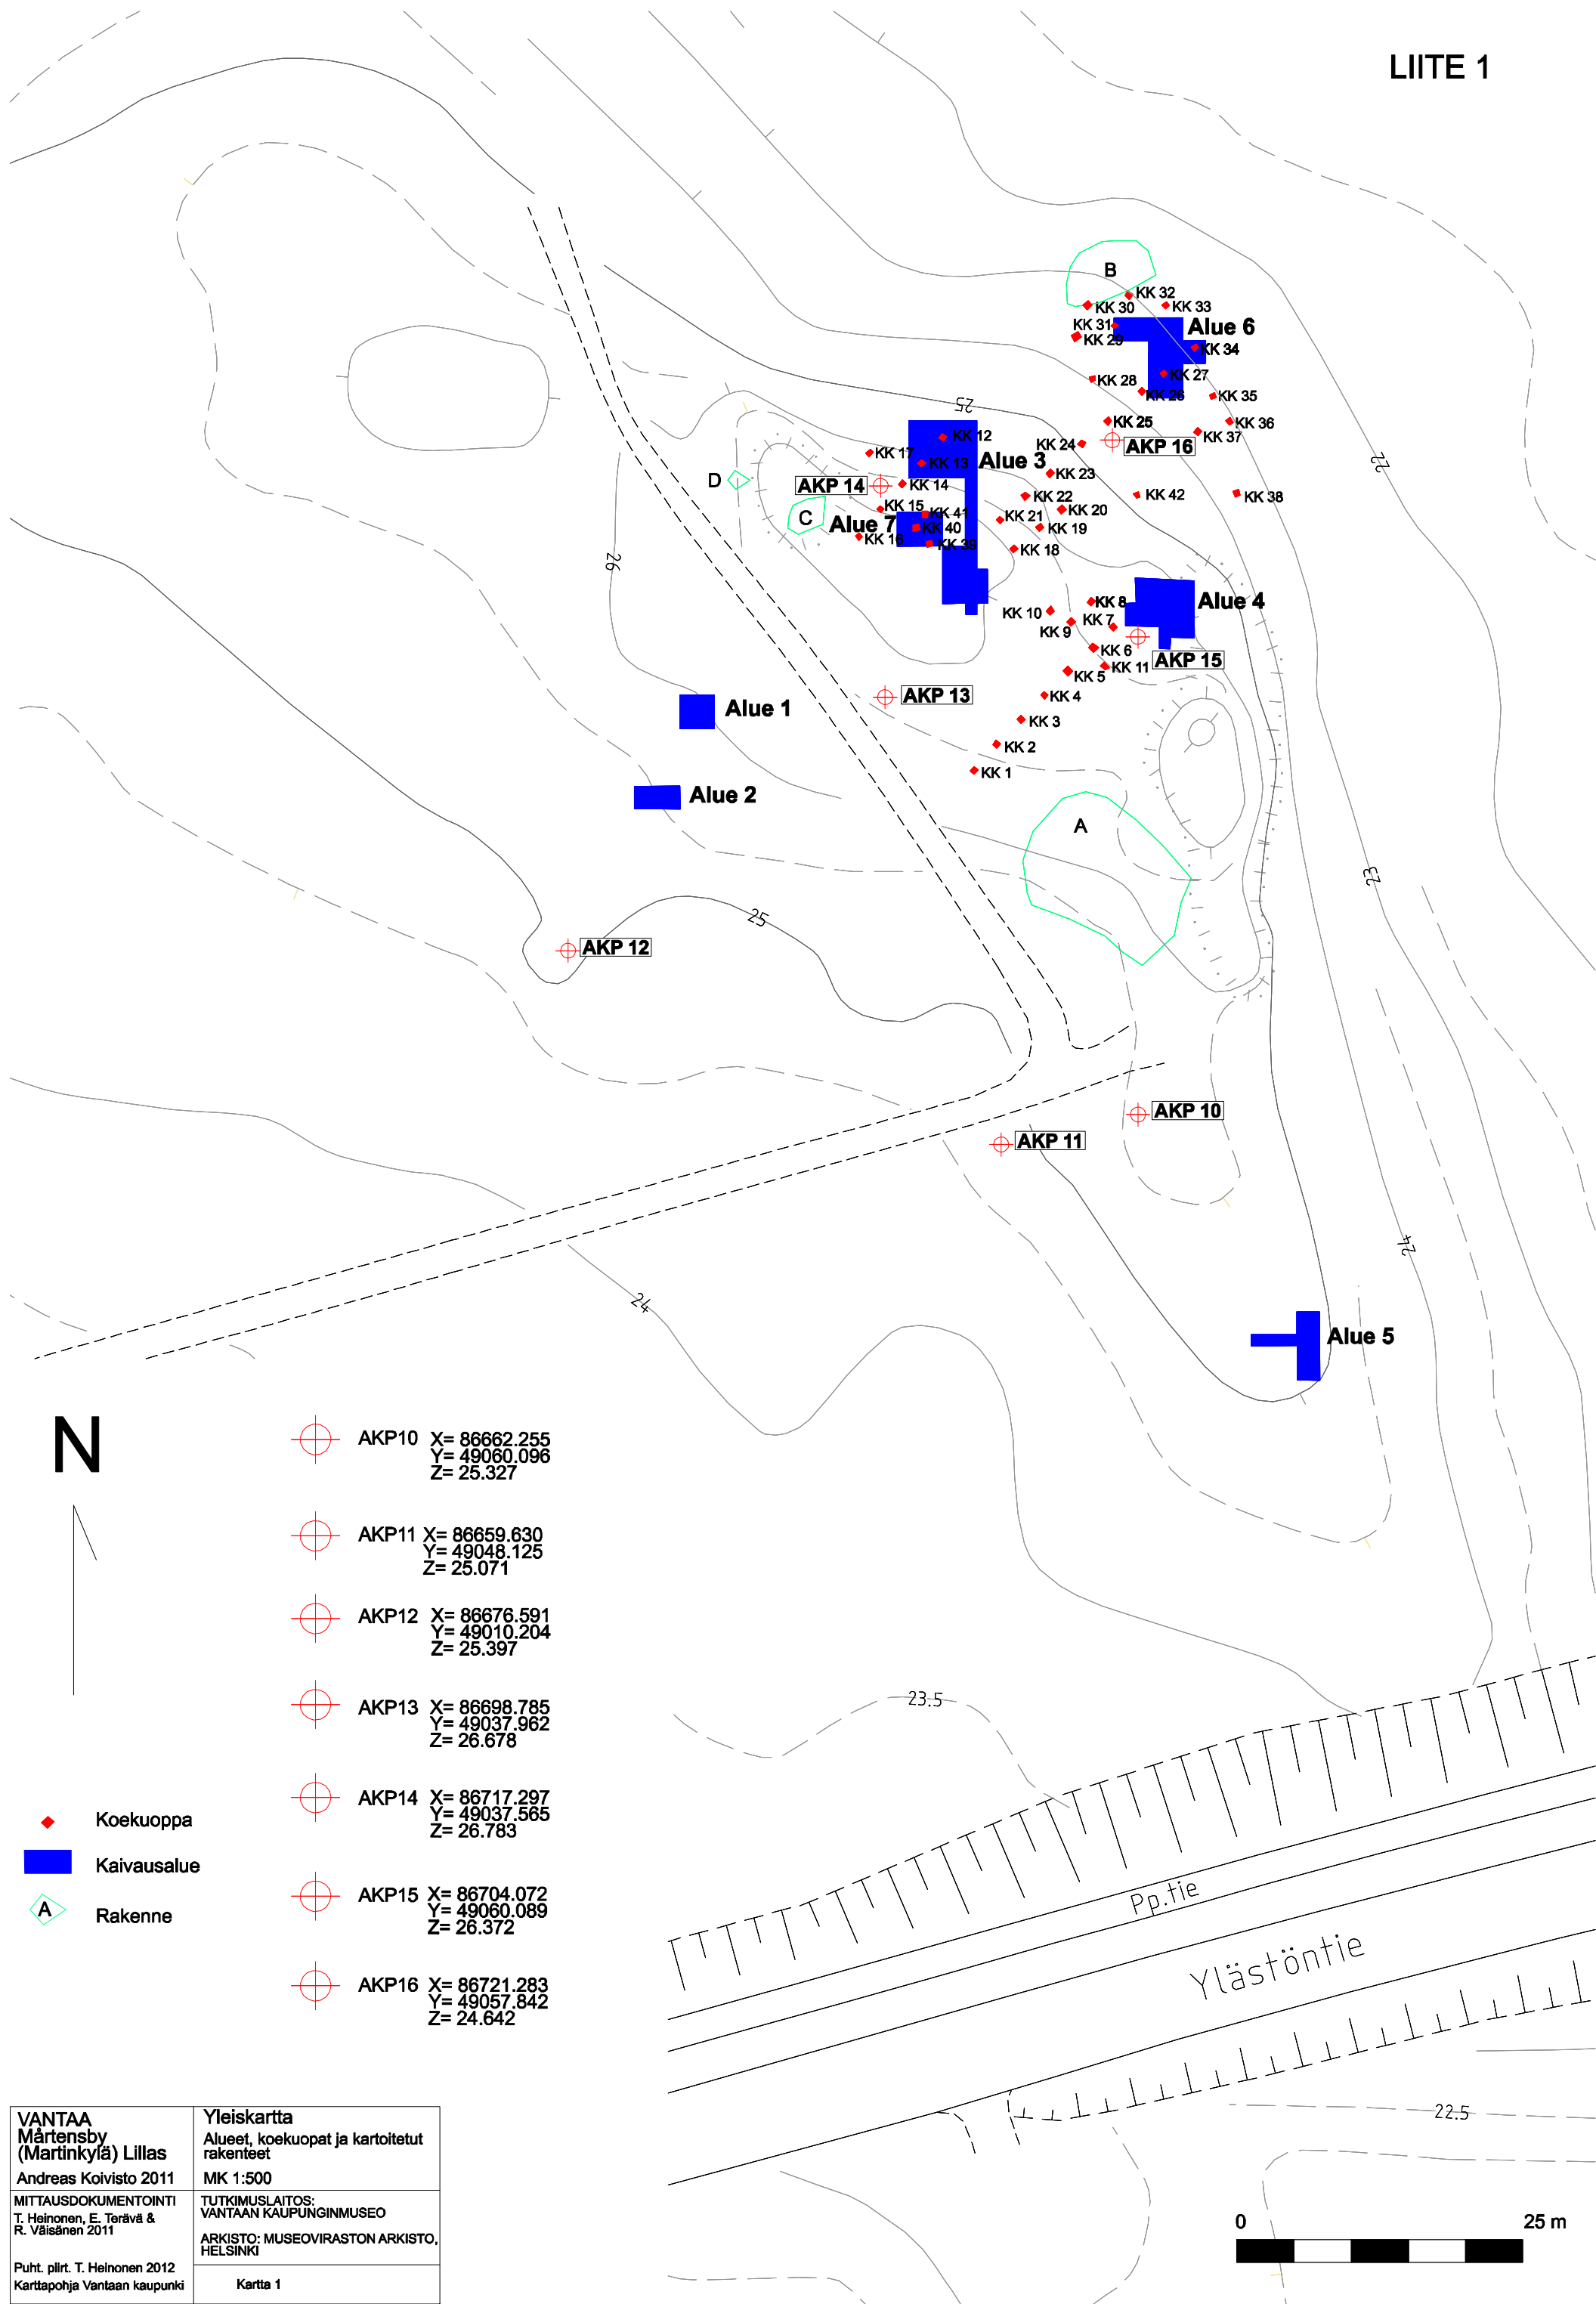 LIITE 1
B
KK 32
KK 30
KK 33
KK 31
Alue 6
KK 29
KK 34
KK 27
KK 28
KK 26
KK 35
25
KK 25
KK 36
KK 12
KK 24
KK 37
AKP 16
KK 17
KK 13
Alue 3
22
D
AKP 14
KK 14
KK 23
KK 22
KK 42
KK 38
C
KK 15
KK 41
KK 21
KK 20
Alue 7
KK 40
KK 19
KK 16
KK 39
KK 18
26
KK 8
Alue 4
KK 10
KK 7
KK 9
KK 6
AKP 15
KK 11
KK 5
AKP 13
KK 4
Alue 1
KK 3
KK 2
KK 1
Alue 2
A
23
25
AKP 12
AKP 10
AKP 11
24
24
Alue 5
N
AKP10 X= 86662.255
Y= 49060.096
Z= 25.327
AKP11 X= 86659.630
Y= 49048.125
Z= 25.071
AKP12 X= 86676.591
Y= 49010.204
Z= 25.397
AKP13 X= 86698.785
Y= 49037.962
Z= 26.678
AKP14 X= 86717.297
Y= 49037.565
Z= 26.783
AKP15 X= 86704.072
Y= 49060.089
Z= 26.372
AKP16 X= 86721.283
Y= 49057.842
Z= 24.642
Koekuoppa
Kaivausalue
A Rakenne
23.5
Pp.tie
Ylästöntie
22.5
0 25 m
VANTAA
Mårtensby
(Martinkylä) Lillas
Andreas Koivisto 2011
Yleiskartta
Alueet, koekuopat ja kartoitetut
rakenteet
MK 1:500
MITTAUSDOKUMENTOINTI
T. Heinonen, E. Terävä &
R. Väisänen 2011
Puht. piirt. T. Heinonen 2012
Karttapohja Vantaan kaupunki
TUTKIMUSLAITOS:
VANTAAN KAUPUNGINMUSEO
ARKISTO: MUSEOVIRASTON ARKISTO,
HELSINKI
Kartta 1